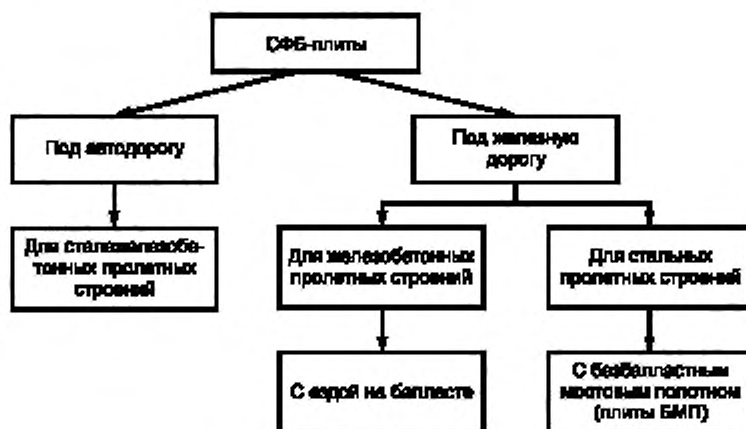 СФБ-плиты
Под автодорогу
Под железную
дорогу
Для сталежелезобе-
тонных пролетных
строений
Для железобетонных
пролетных строений
Для стальных
пролетных строений
С ездой на балласте
С безбалластным
мостовым полотном
(плиты БМП)